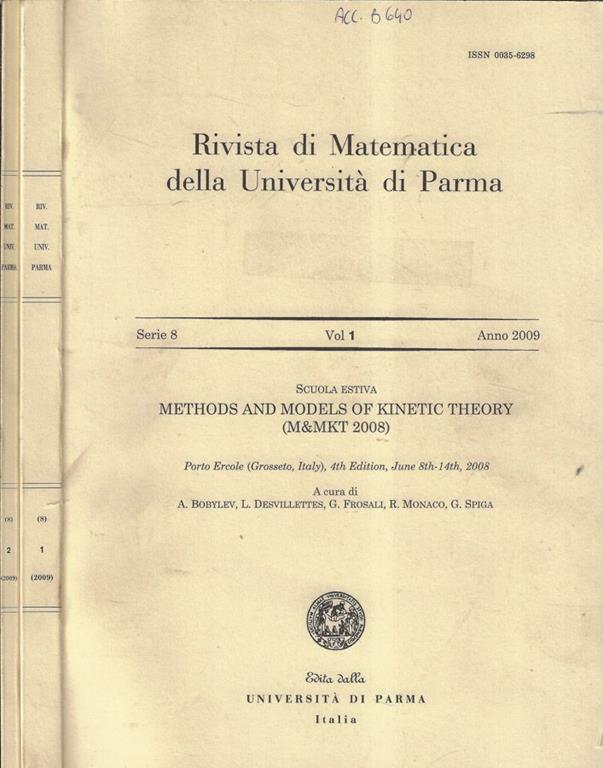 ACC. B 640
ISSN 0035-6298
Rivista di Matematica
della Università di Parma
Serie 8 Vol 1 Anno 2009
SCUOLA ESTIVA
METHODS AND MODELS OF KINETIC THEORY
(M&MKT 2008)
Porto Ercole (Grosseto, Italy), 4th Edition, June 8th-14th, 2008
A cura di
A. BOBYLEV, L. DESVILLETTES, G. FROSALI, R. MONACO, G. SPIGA
Edita dalla
UNIVERSITÀ DI PARMA
Italia
RIV.
MAT.
UNIV.
PARMA
(8)
1
(2009)
RIV.
MAT.
UNIV.
PARMA
(8)
2
(2009)